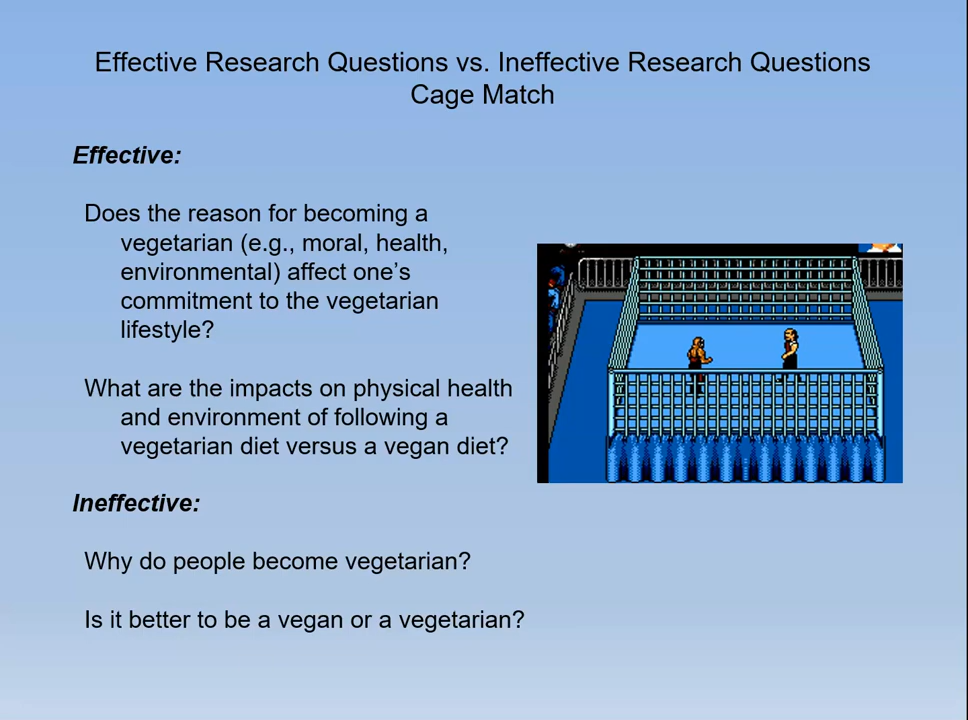 Effective Research Questions vs. Ineffective Research Questions
Cage Match
Effective:
Does the reason for becoming a
vegetarian (e.g., moral, health,
environmental) affect one’s
commitment to the vegetarian
lifestyle?
What are the impacts on physical health
and environment of following a
vegetarian diet versus a vegan diet?
Ineffective:
Why do people become vegetarian?
Is it better to be a vegan or a vegetarian?